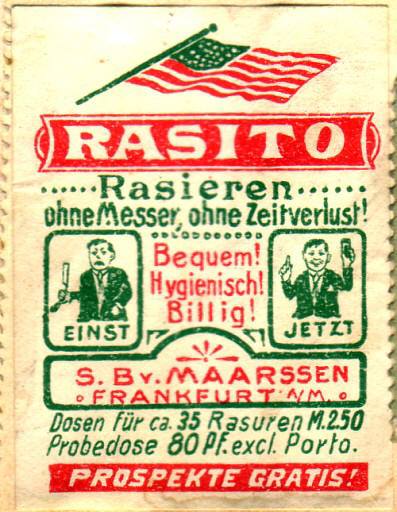 RASITO
······Rasieren······
ohne Messer, ohne Zeitverlust!
Bequem!
Hygienisch!
Billig!
EINST
JETZT
S. B. v. MAARSSEN
FRANKFURT A/M.
Dosen für ca. 35 Rasuren M. 2.50
Probedose 80 Pf. excl. Porto.
PROSPEKTE GRATIS!